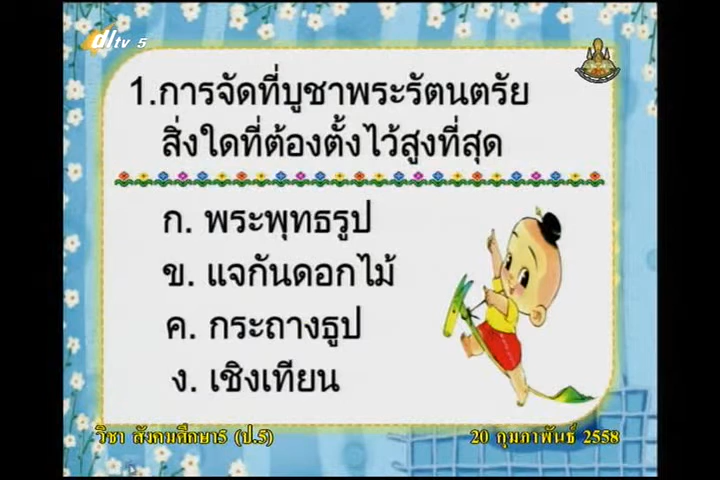 dltv 5
1.การจัดที่บูชาพระรัตนตรัย
สิ่งใดที่ต้องตั้งไว้สูงที่สุด
ก. พระพุทธรูป
ข. แจกันดอกไม้
ค. กระถางธูป
ง. เชิงเทียน
วิชา สังคมศึกษา5 (ป.5)
20 กุมภาพันธ์ 2558